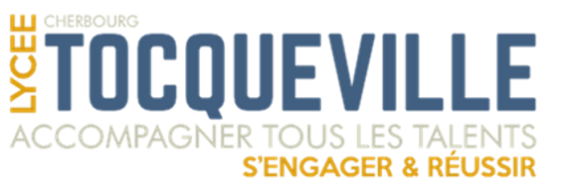 LYCEE
CHERBOURG
TOCQUEVILLE
ACCOMPAGNER TOUS LES TALENTS
S'ENGAGER & RÉUSSIR